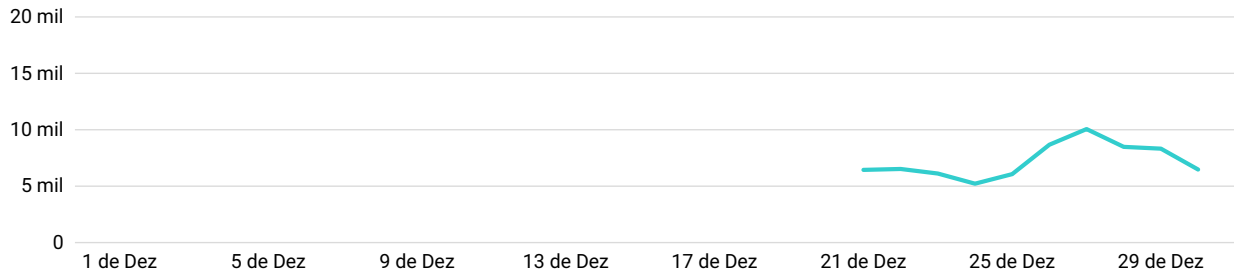 20 mil
15 mil
10 mil
5 mil
0
1 de Dez 5 de Dez 9 de Dez 13 de Dez 17 de Dez 21 de Dez 25 de Dez 29 de Dez